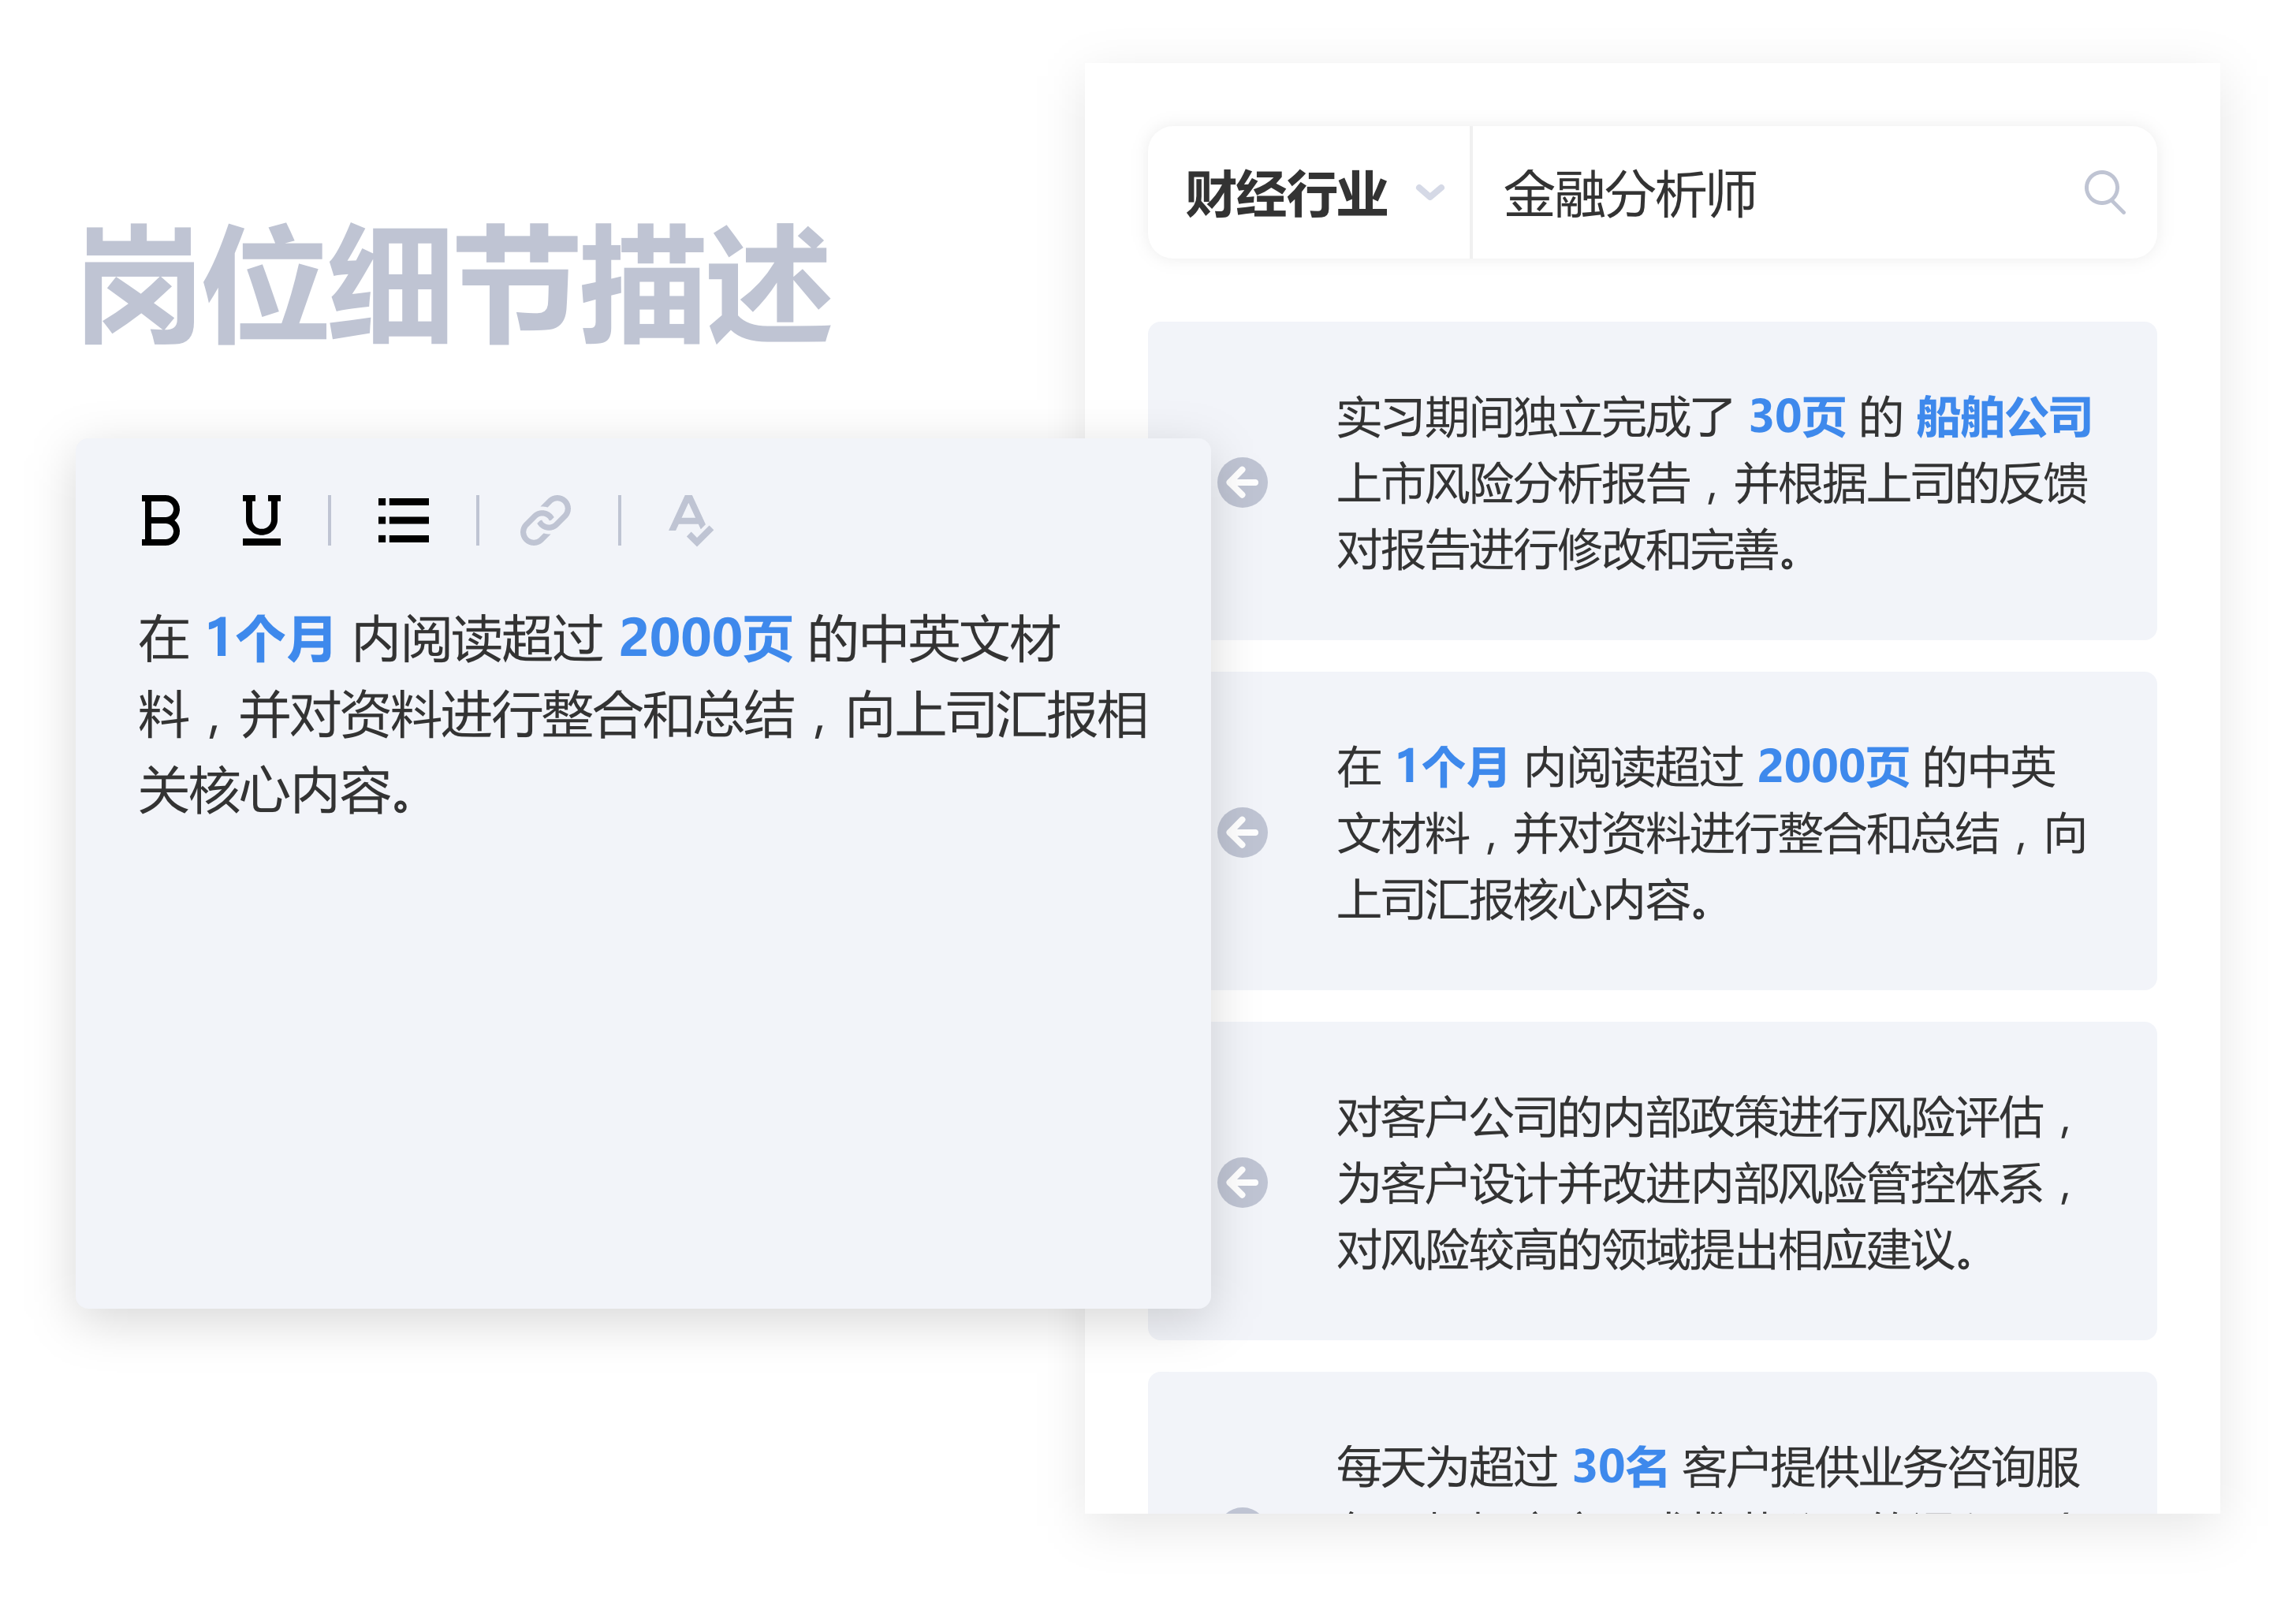 岗位细节描述
B U A
在 1个月 内阅读超过 2000页 的中英文材
料，并对资料进行整合和总结，向上司汇报相
关核心内容。
财经行业 金融分析师
实习期间独立完成了 30页 的 船舶公司
上市风险分析报告，并根据上司的反馈
对报告进行修改和完善。
在 1个月 内阅读超过 2000页 的中英
文材料，并对资料进行整合和总结，向
上司汇报核心内容。
对客户公司的内部政策进行风险评估，
为客户设计并改进内部风险管控体系，
对风险较高的领域提出相应建议。
每天为超过 30名 客户提供业务咨询服